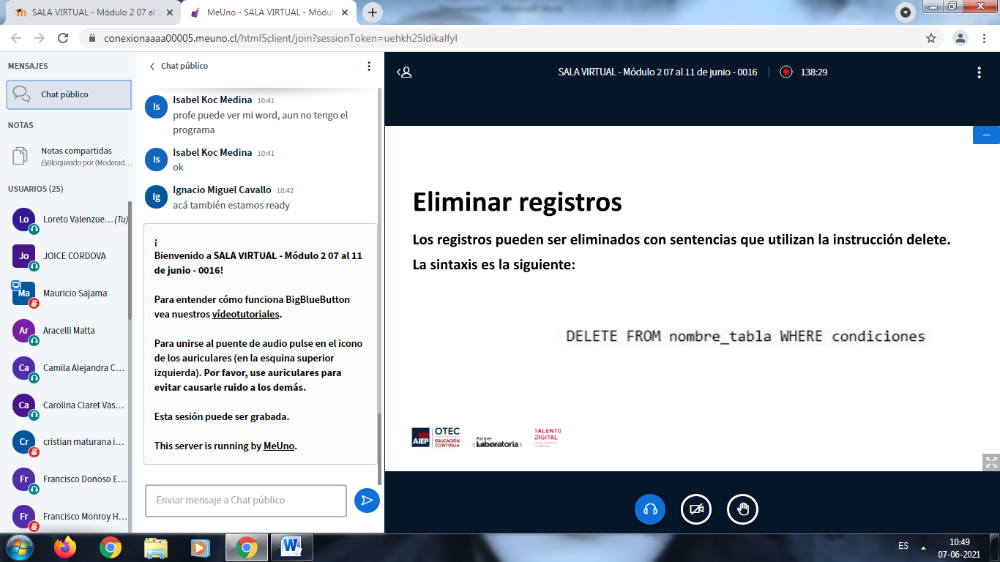 SALA VIRTUAL - Módulo 2 07 al 1
MeUno - SALA VIRTUAL - Módul
conexionaaaa00005.meuno.cl/html5client/join?sessionToken=uehkh25ldikalfyl
MENSAJES
Chat público
NOTAS
Notas compartidas
Bloqueado por (Moderad...
USUARIOS (25)
Lo
Loreto Valenzue... (Tu)
Jo
JOICE CORDOVA
Ma
Mauricio Sajama
Ar
Aracelli Matta
Ca
Camila Alejandra C...
Ca
Carolina Claret Vas...
Cr
cristian maturana i...
Fr
Francisco Donoso E...
Fr
Francisco Monroy H...
Chat público
Is
Isabel Koc Medina 10:41
profe puede ver mi word, aun no tengo el
programa
Is
Isabel Koc Medina 10:41
ok
Ig
Ignacio Miguel Cavallo 10:42
acá también estamos ready
¡
Bienvenido a SALA VIRTUAL - Módulo 2 07 al 11
de junio - 0016!
Para entender cómo funciona BigBlueButton
vea nuestros vídeotutoriales.
Para unirse al puente de audio pulse en el icono
de los auriculares (en la esquina superior
izquierda). Por favor, use auriculares para
evitar causarle ruido a los demás.
Esta sesión puede ser grabada.
This server is running by MeUno.
Enviar mensaje a Chat público
SALA VIRTUAL - Módulo 2 07 al 11 de junio - 0016
138:29
Eliminar registros
Los registros pueden ser eliminados con sentencias que utilizan la instrucción delete.
La sintaxis es la siguiente:
DELETE FROM nombre_tabla WHERE condiciones
AIEP
OTEC
EDUCACIÓN
CONTINUA
Partner
Laboratoria
TALENTO
DIGITAL
ES
10:49
07-06-2021